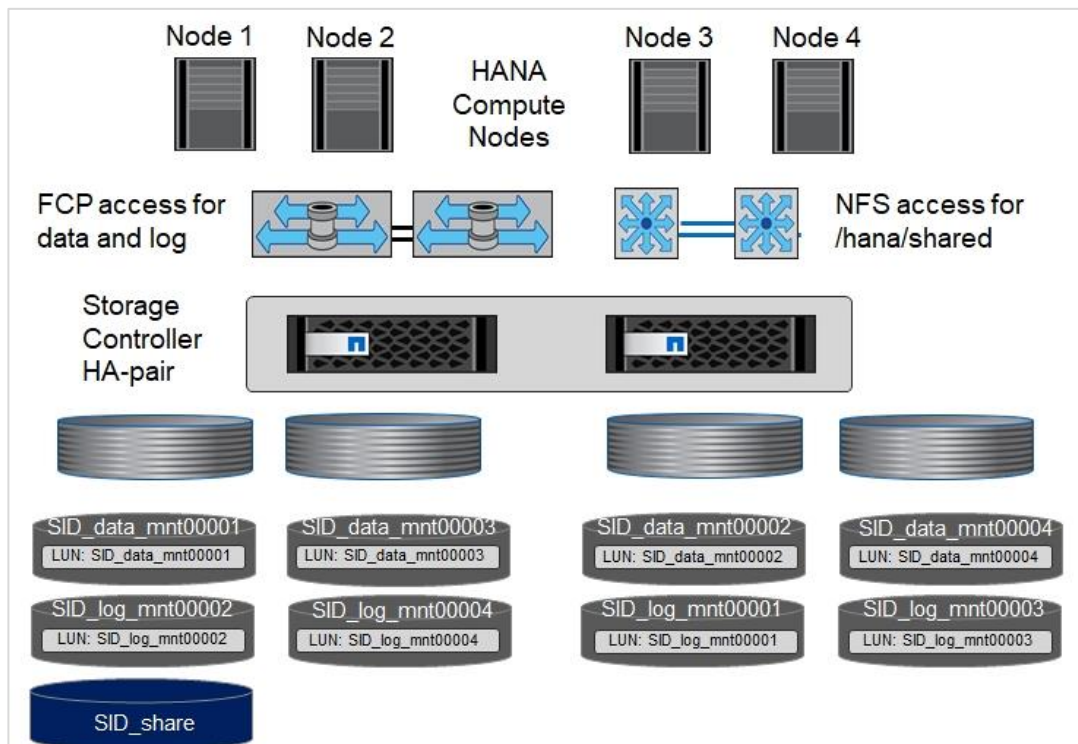 Node 1
Node 2
Node 3
Node 4
HANA
Compute
Nodes
FCP access for
data and log
NFS access for
/hana/shared
Storage
Controller
HA-pair
SID_data_mnt00001
LUN: SID_data_mnt00001
SID_data_mnt00003
LUN: SID_data_mnt00003
SID_data_mnt00002
LUN: SID_data_mnt00002
SID_data_mnt00004
LUN: SID_data_mnt00004
SID_log_mnt00002
LUN: SID_log_mnt00002
SID_log_mnt00004
LUN: SID_log_mnt00004
SID_log_mnt00001
LUN: SID_log_mnt00001
SID_log_mnt00003
LUN: SID_log_mnt00003
SID_share